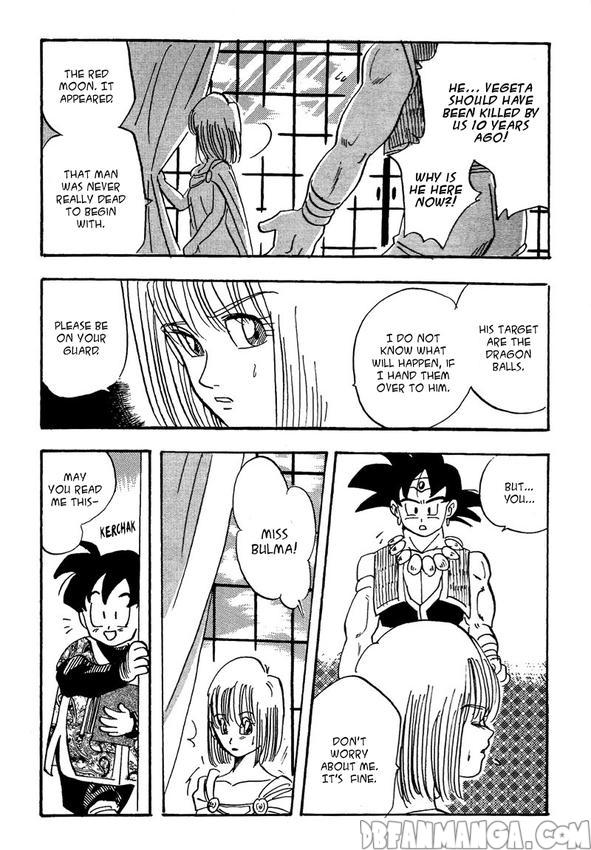 HE... VEGETA
SHOULD HAVE
BEEN KILLED BY
US 10 YEARS
AGO!
WHY IS
HE HERE
NOW?!
THE RED
MOON. IT
APPEARED.
THAT MAN
WAS NEVER
REALLY DEAD
TO BEGIN
WITH.
HIS TARGET
ARE THE
DRAGON
BALLS.
I DO NOT
KNOW WHAT
WILL HAPPEN, IF
I HAND THEM
OVER TO HIM.
PLEASE BE
ON YOUR
GUARD.
BUT...
YOU...
DON'T
WORRY
ABOUT ME.
IT'S FINE.
MISS
BULMA!
MAY
YOU READ
ME THIS-
KERCHAK
DBFANMANGA.COM